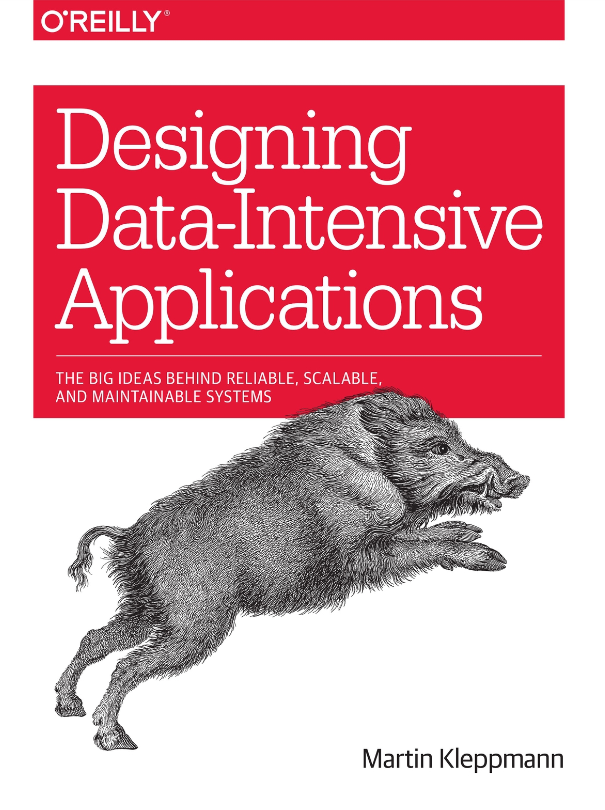 O'REILLY®
Designing
Data-Intensive
Applications
THE BIG IDEAS BEHIND RELIABLE, SCALABLE,
AND MAINTAINABLE SYSTEMS
Martin Kleppmann